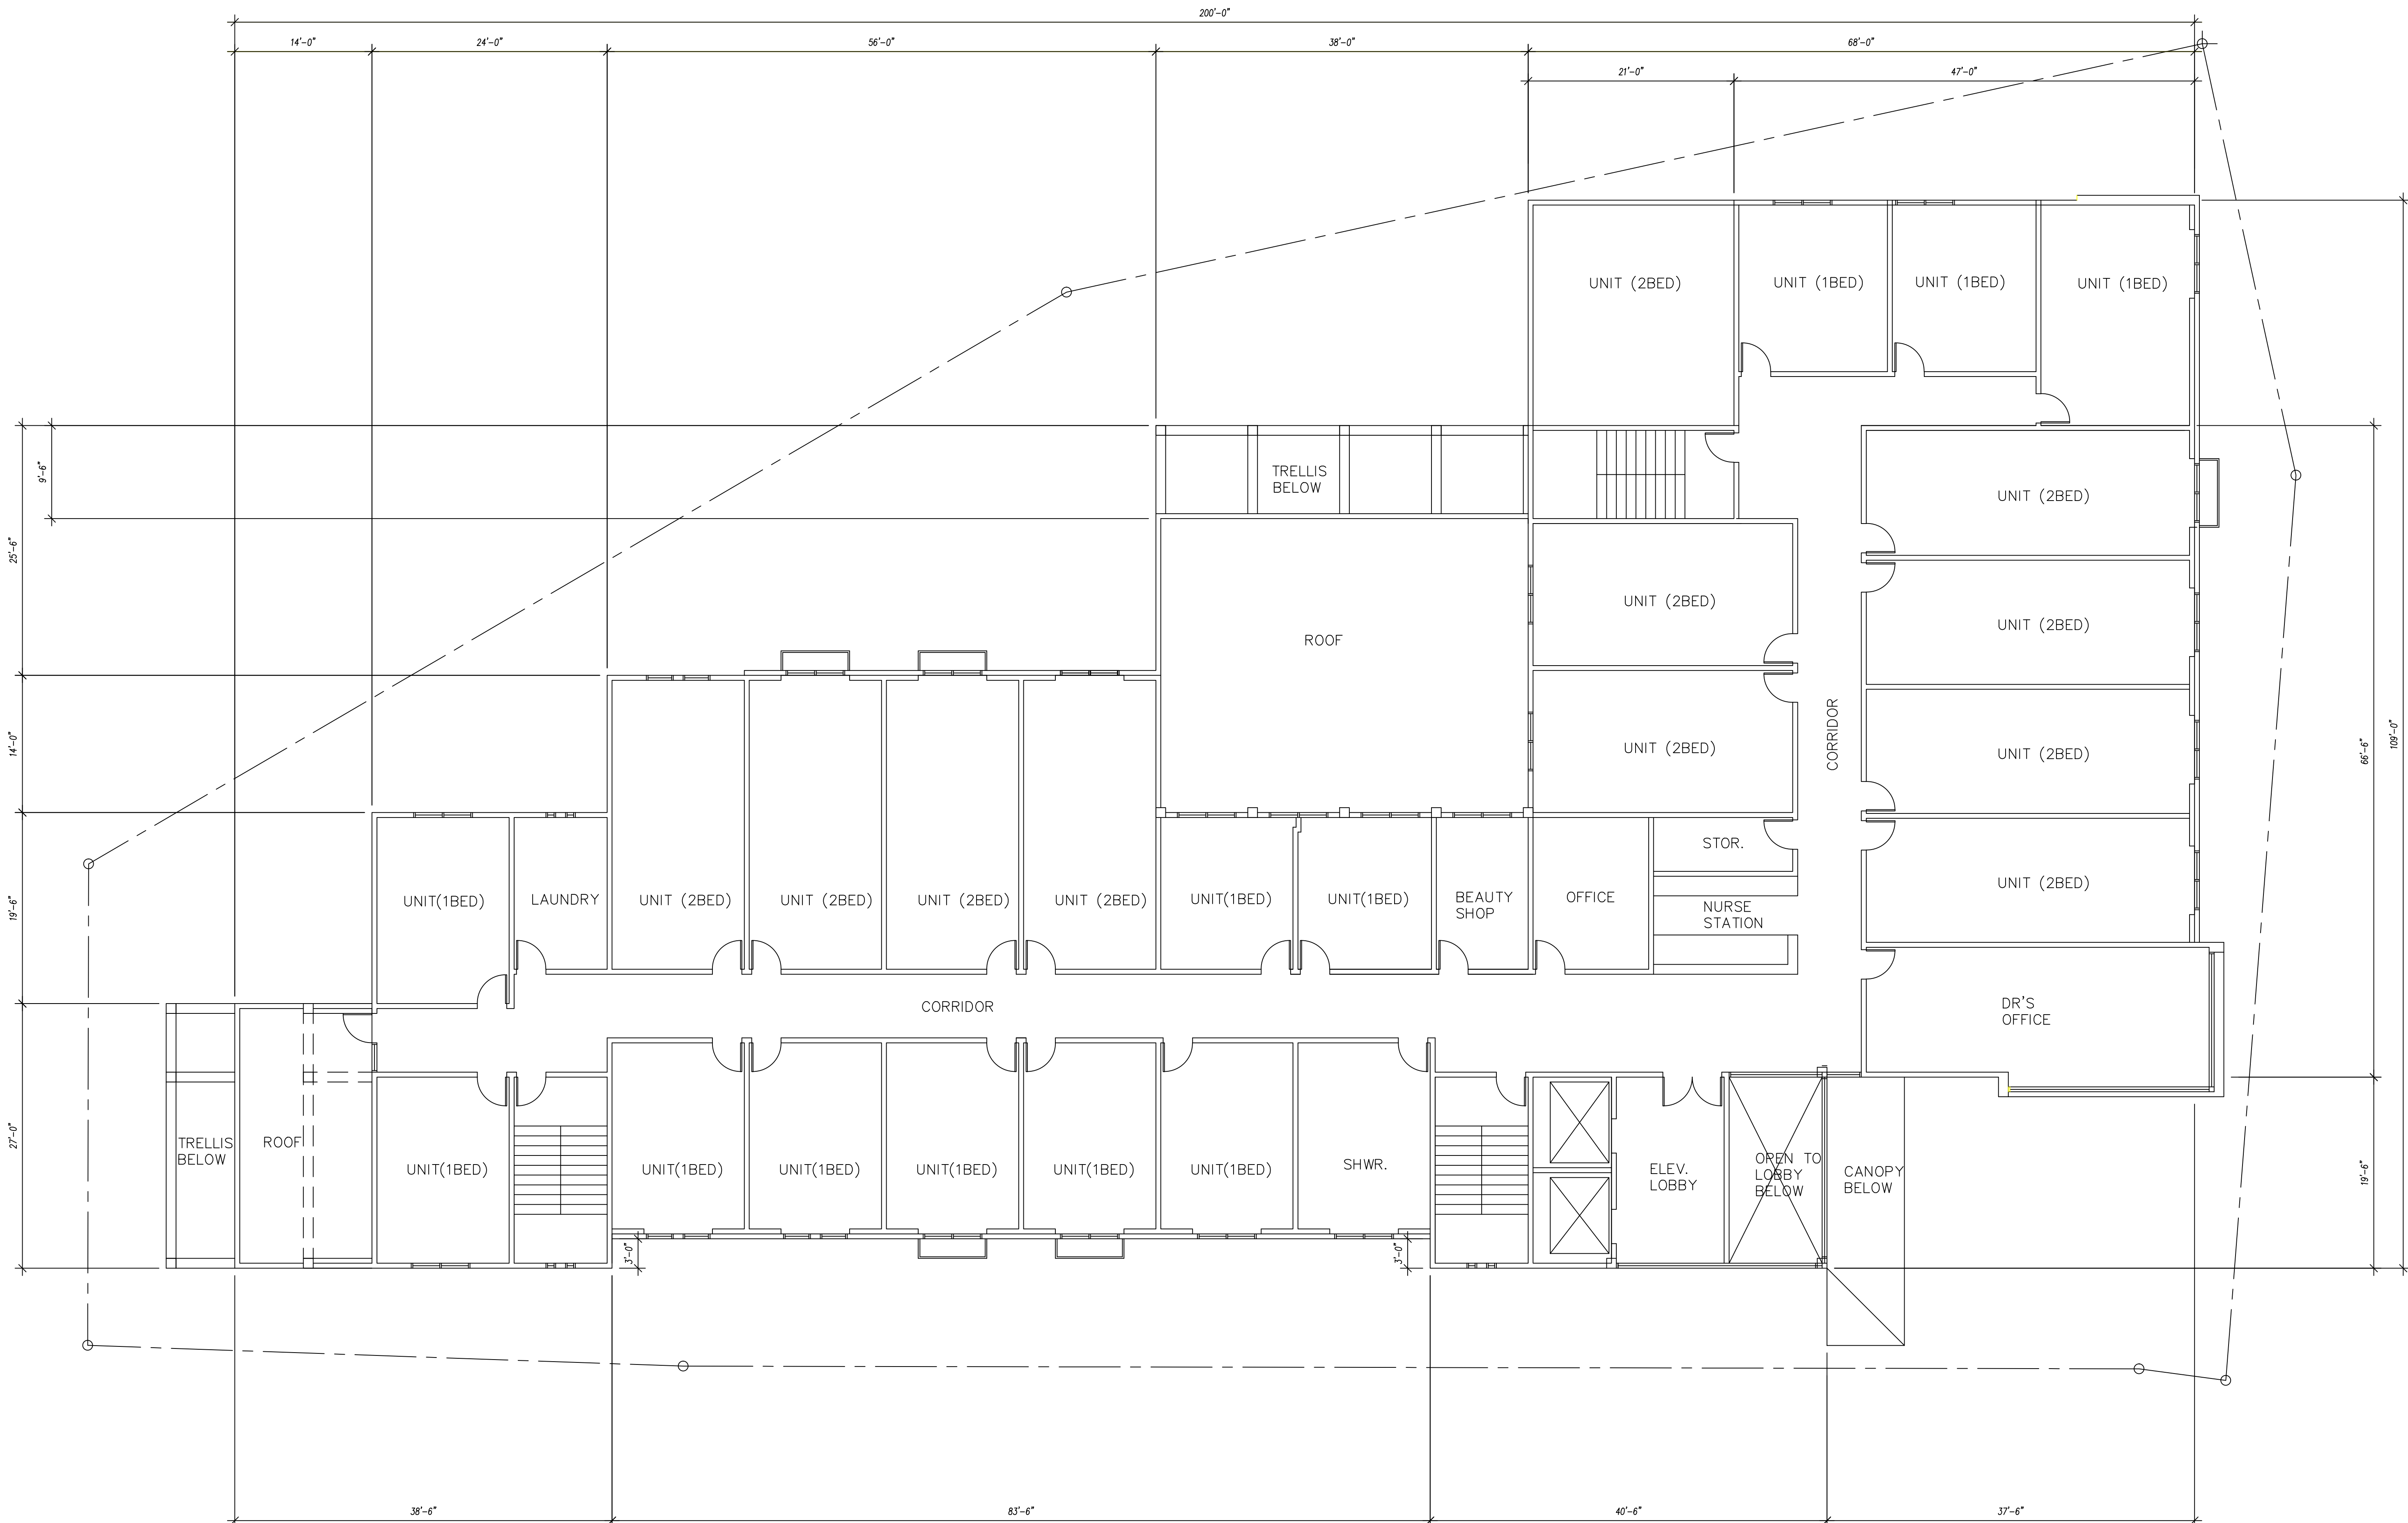 200'-0"
14'-0"
24'-0"
56'-0"
38'-0"
68'-0"
21'-0"
47'-0"
UNIT (2BED)
UNIT (1BED)
UNIT (1BED)
UNIT (1BED)
9'-6"
TRELLIS
BELOW
UNIT (2BED)
25'-6"
UNIT (2BED)
UNIT (2BED)
ROOF
14'-0"
UNIT (2BED)
CORRIDOR
UNIT (2BED)
66'-6"
109'-0"
STOR.
UNIT (2BED)
19'-6"
UNIT(1BED)
LAUNDRY
UNIT (2BED)
UNIT (2BED)
UNIT (2BED)
UNIT (2BED)
UNIT(1BED)
UNIT(1BED)
BEAUTY
SHOP
OFFICE
NURSE
STATION
CORRIDOR
DR'S
OFFICE
27'-0"
TRELLIS
BELOW
ROOF
UNIT(1BED)
UNIT(1BED)
UNIT(1BED)
UNIT(1BED)
UNIT(1BED)
UNIT(1BED)
SHWR.
ELEV.
LOBBY
OPEN TO
LOBBY
BELOW
CANOPY
BELOW
19'-6"
3'-0"
3'-0"
38'-6"
83'-6"
40'-6"
37'-6"